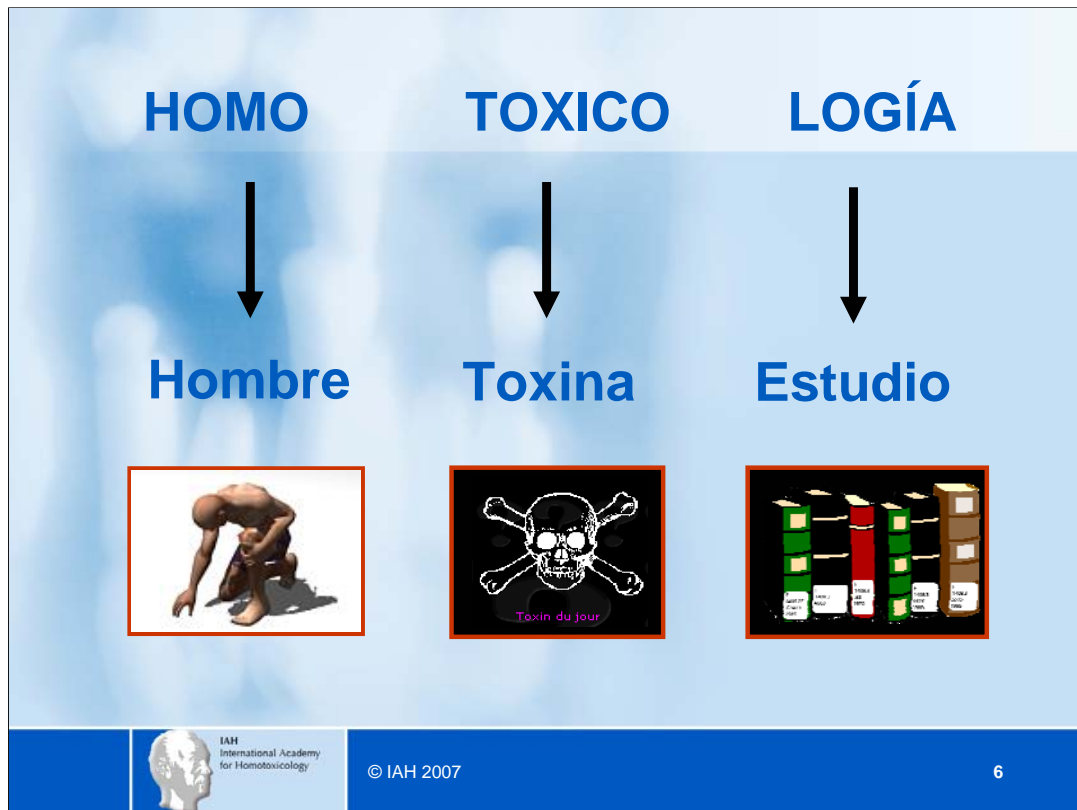 HOMO TOXICO LOGÍA
Hombre Toxina Estudio
Toxin du jour
IAH
International Academy
for Homotoxicology
© IAH 2007
6